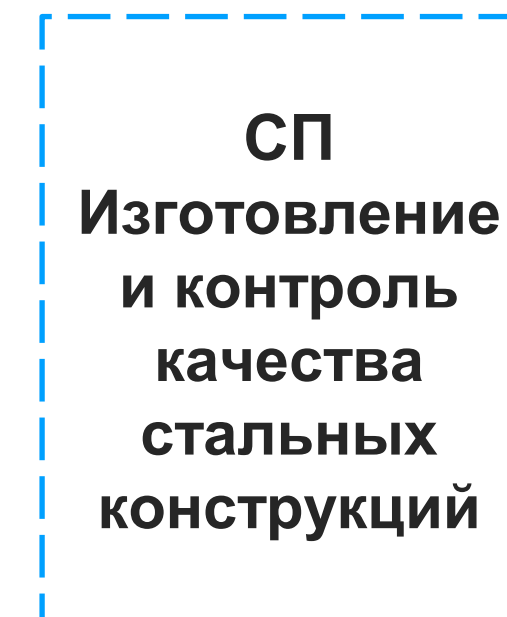 СП
Изготовление
и контроль
качества
стальных
конструкций